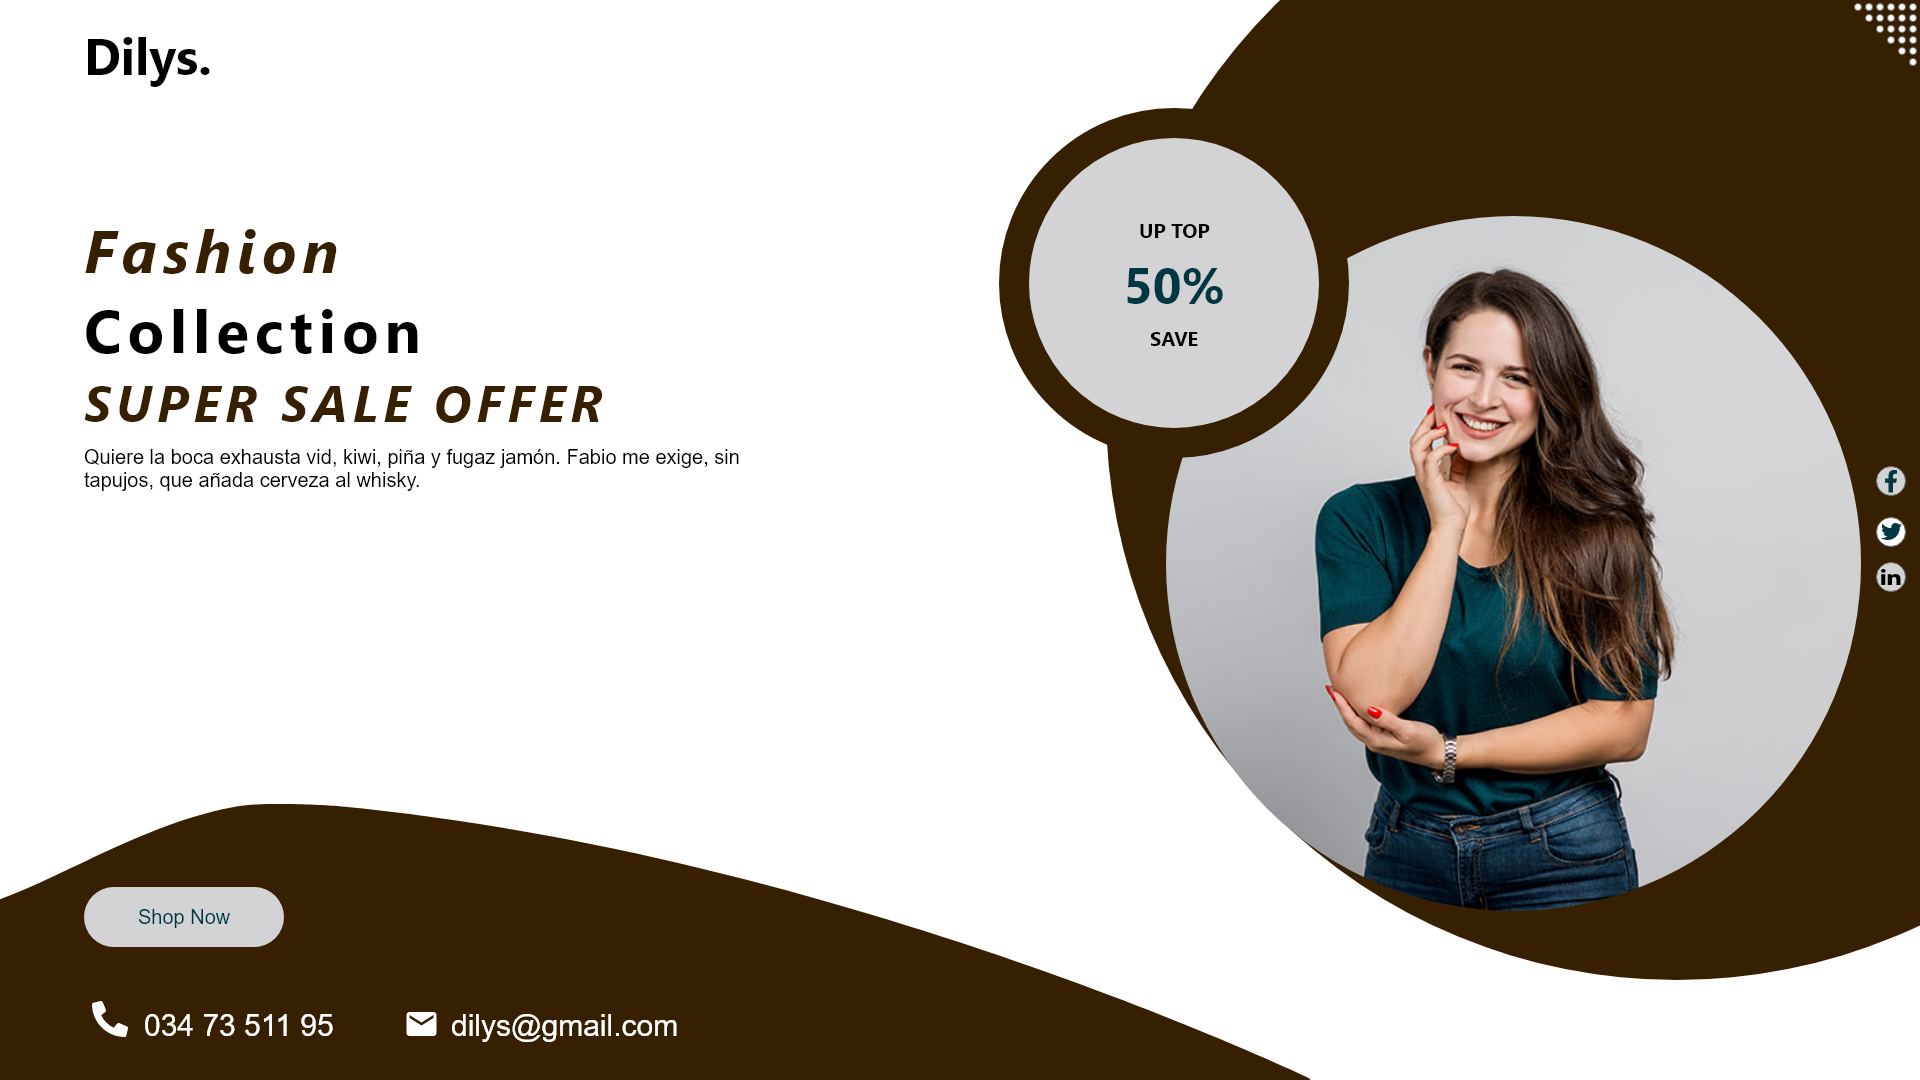 Dilys.
Fashion
Collection
SUPER SALE OFFER
Quiere la boca exhausta vid, kiwi, piña y fugaz jamón. Fabio me exige, sin
tapujos, que añada cerveza al whisky.
UP TOP
50%
SAVE
Shop Now
034 73 511 95
dilys@gmail.com